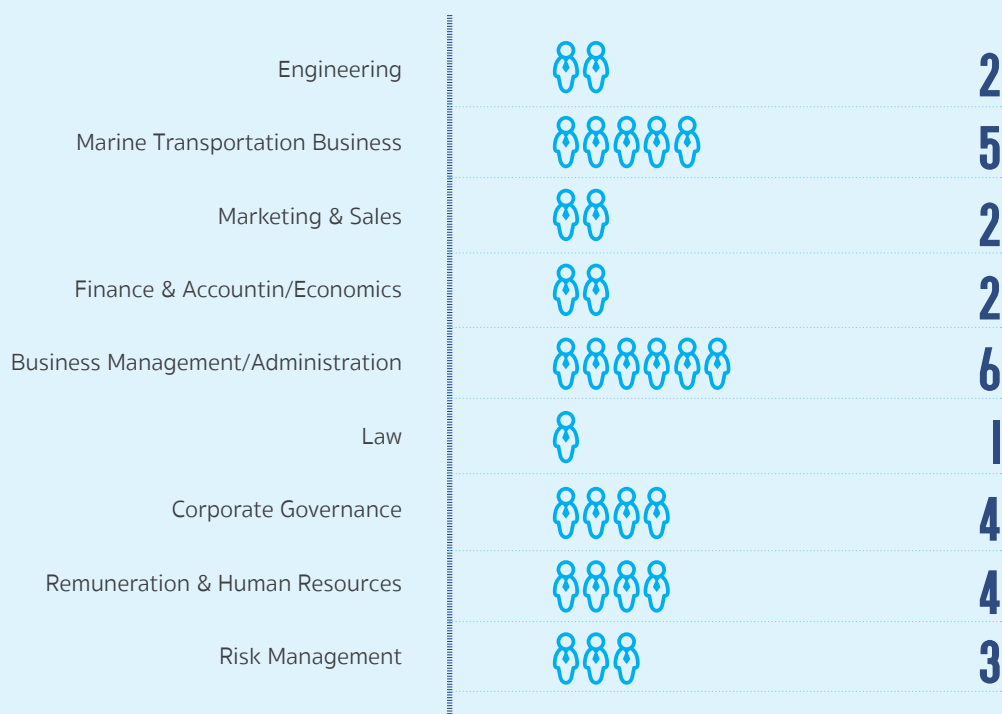 Engineering 2
Marine Transportation Business 5
Marketing & Sales 2
Finance & Accountin/Economics 2
Business Management/Administration 6
Law 1
Corporate Governance 4
Remuneration & Human Resources 4
Risk Management 3